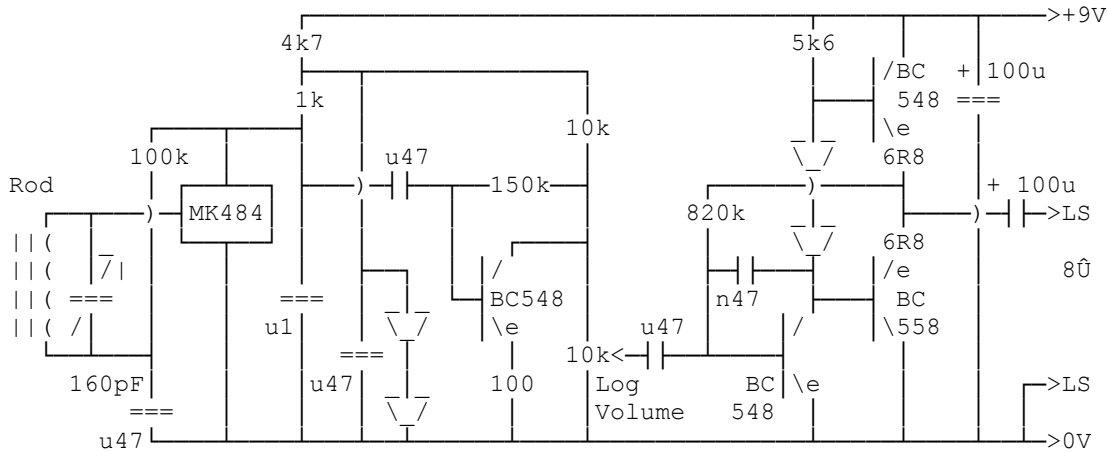 >+9V
4k7 5k6
/BC + 100u
1k 548 ===
10k \e
100k u47 6R8
Rod 150k + 100u
MK484 ) 820k ) >LS
||( 6R8
||( /| / /e 8Û
||( === === BC548 n47 BC
||( / u1 \e u47 / \558
=== 10k<
160pF u47 100 Log BC \e >LS
=== Volume 548
u47 >0V